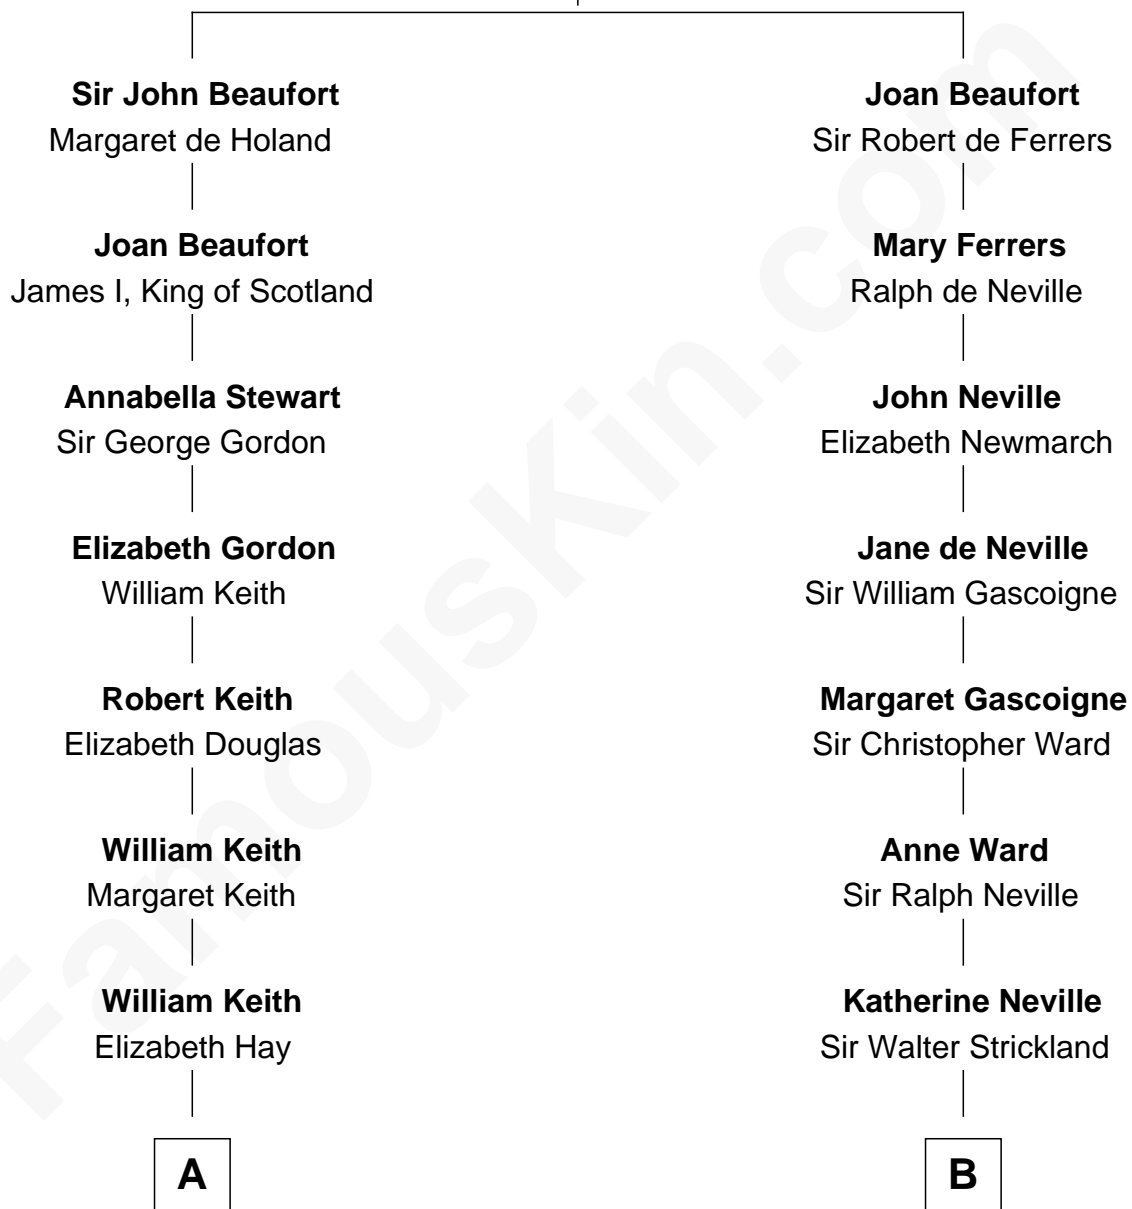 Sir John Beaufort
Margaret de Holand
Joan Beaufort
James I, King of Scotland
Annabella Stewart
Sir George Gordon
Elizabeth Gordon
William Keith
Robert Keith
Elizabeth Douglas
William Keith
Margaret Keith
William Keith
Elizabeth Hay
A
Joan Beaufort
Sir Robert de Ferrers
Mary Ferrers
Ralph de Neville
John Neville
Elizabeth Newmarch
Jane de Neville
Sir William Gascoigne
Margaret Gascoigne
Sir Christopher Ward
Anne Ward
Sir Ralph Neville
Katherine Neville
Sir Walter Strickland
B
FamousKin.com